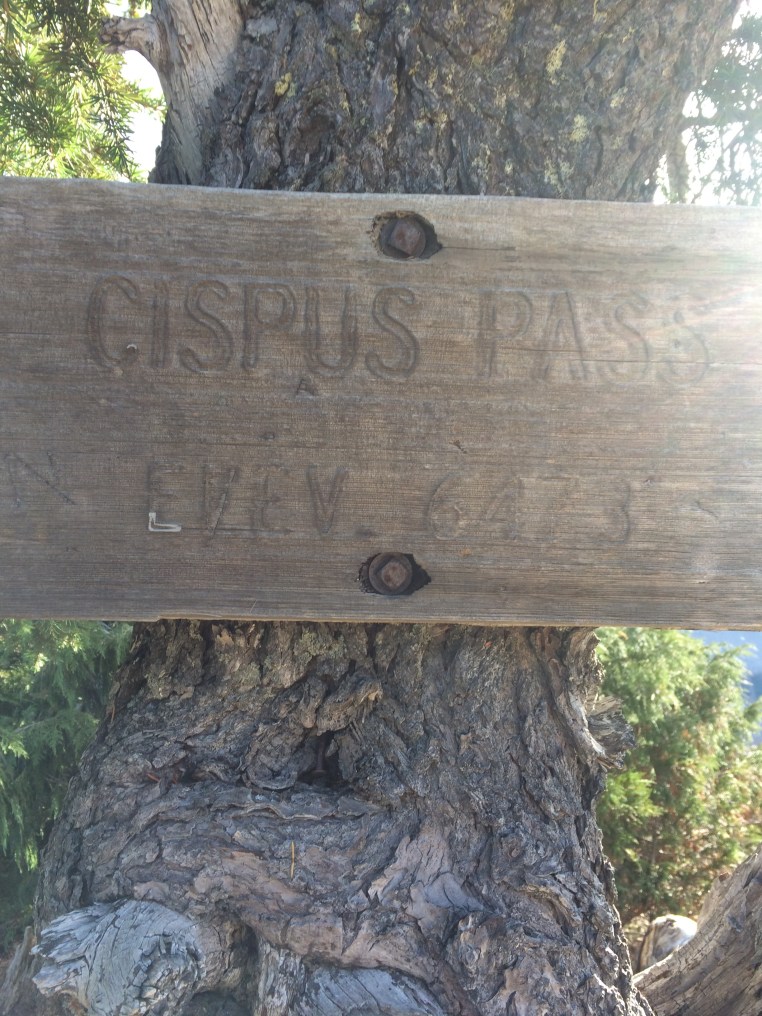 CISPUS PASS
ELEV. 6473